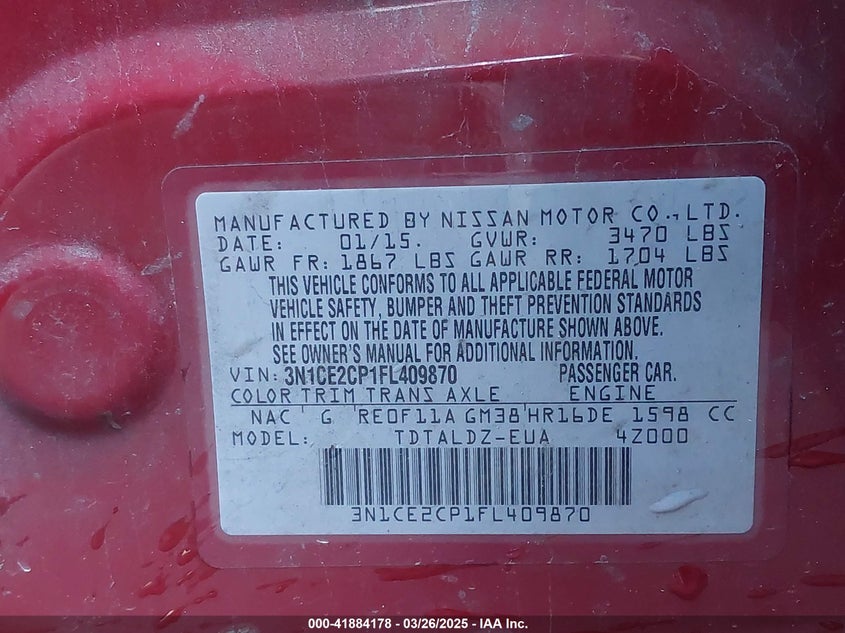 MANUFACTURED BY NISSAN MOTOR CO.,LTD.
DATE: 01/15. GVWR: 3470 LBS
GAWR FR: 1867 LBS GAWR RR: 1704 LBS
THIS VEHICLE CONFORMS TO ALL APPLICABLE FEDERAL MOTOR
VEHICLE SAFETY, BUMPER AND THEFT PREVENTION STANDARDS
IN EFFECT ON THE DATE OF MANUFACTURE SHOWN ABOVE.
SEE OWNER'S MANUAL FOR ADDITIONAL INFORMATION.
VIN: 3N1CE2CP1FL409870 PASSENGER CAR.
COLOR TRIM TRANS AXLE ENGINE
NAC G RE0F11A GM38 HR16DE 1598 CC
MODEL: TDTALDZ-EUA 4Z000
3N1CE2CP1FL409870
000-41884178 - 03/26/2025 - IAA Inc.